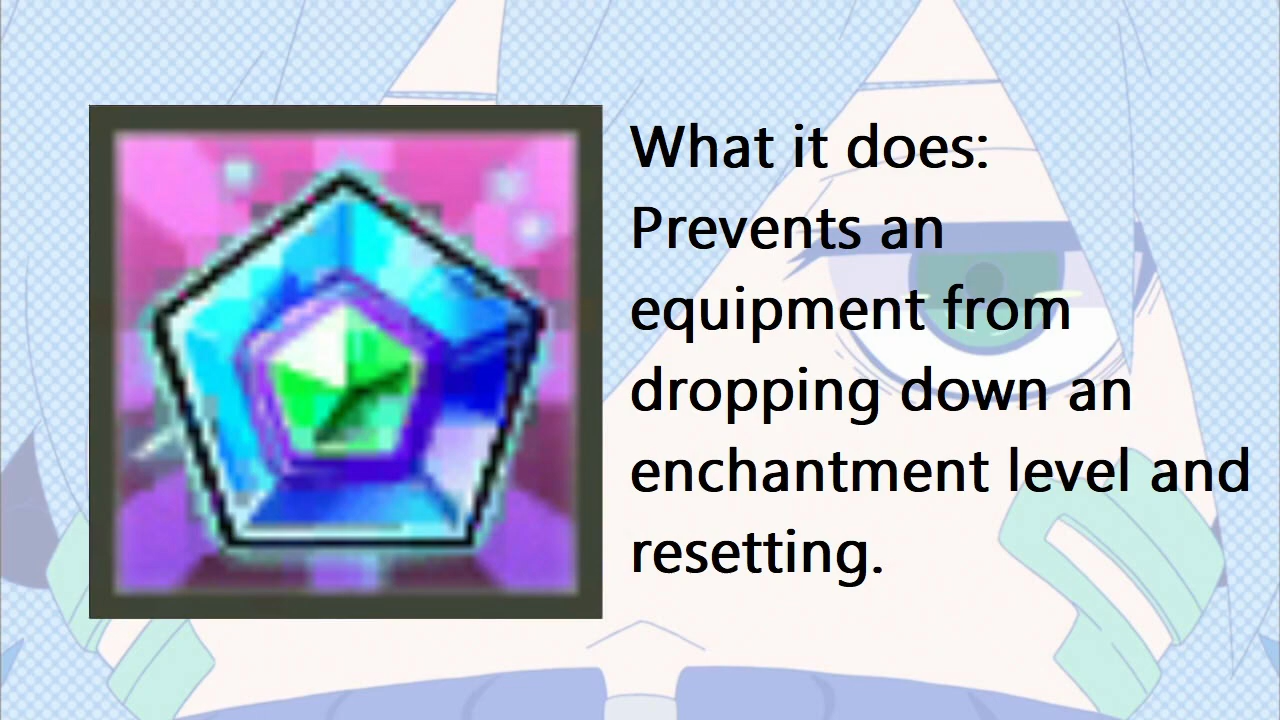 What it does:
Prevents an
equipment from
dropping down an
enchantment level and
resetting.